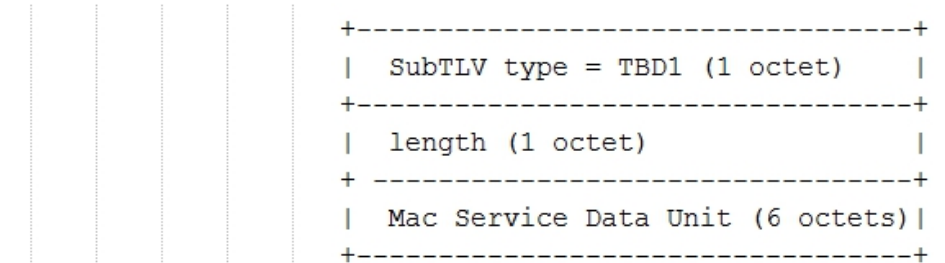 +----------------------------------+
|  SubTLV type = TBD1 (1 octet)    |
+----------------------------------+
|  length (1 octet)                |
+ ---------------------------------+
|  Mac Service Data Unit (6 octets)|
+----------------------------------+